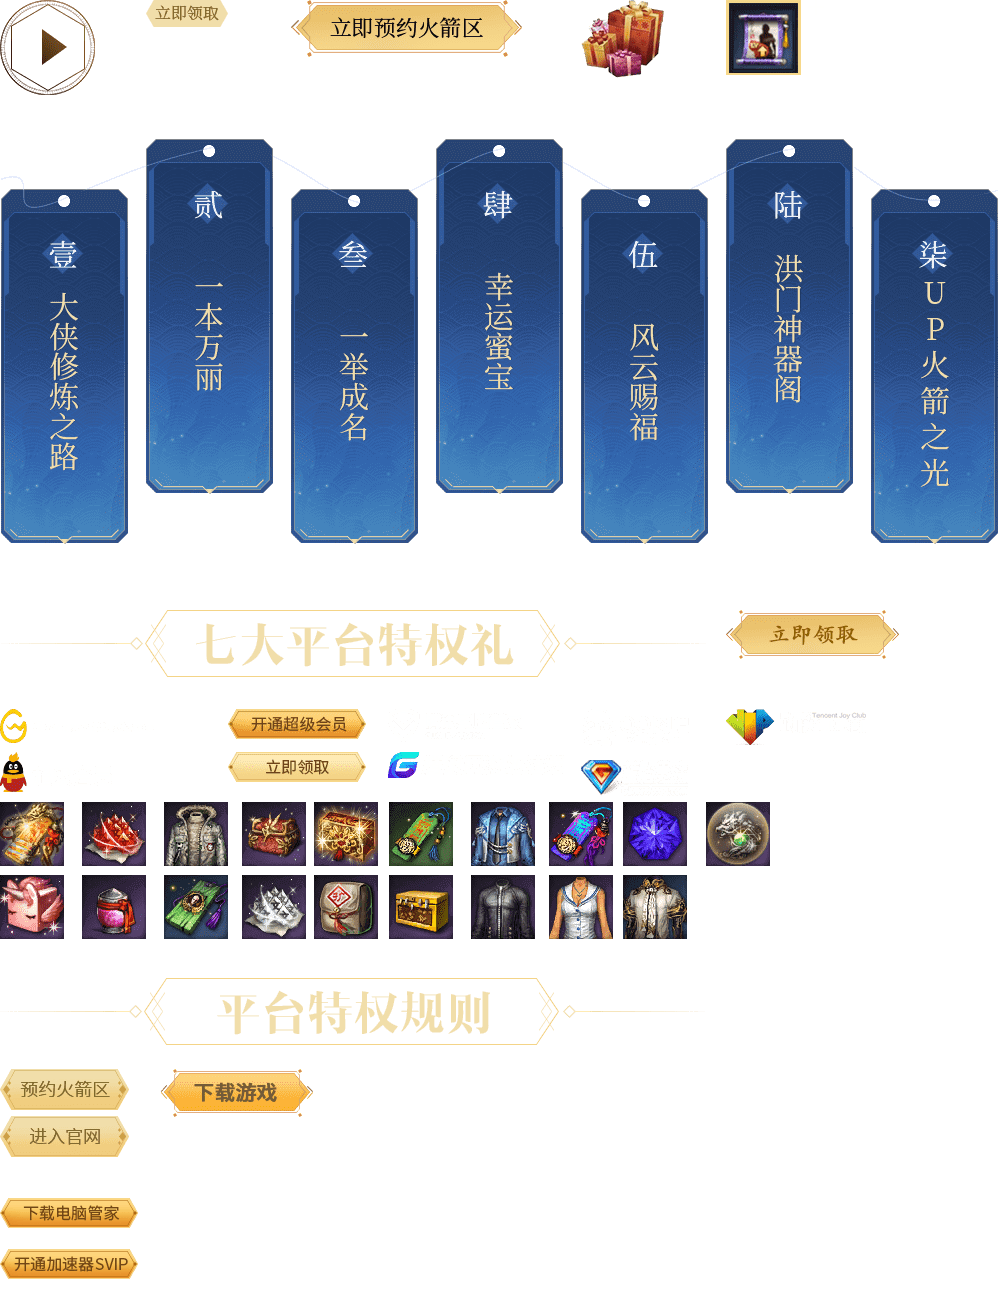 立即领取
立即预约火箭区
壹
大侠修炼之路
贰
一本万丽
叁
一举成名
肆
幸运蜜宝
伍
风云赐福
陆
洪门神器阁
柒
UP火箭之光
七大平台特权礼
立即领取
开通超级会员
Tencent Joy Club
立即领取
平台特权规则
预约火箭区
下载游戏
进入官网
下载电脑管家
开通加速器SVIP